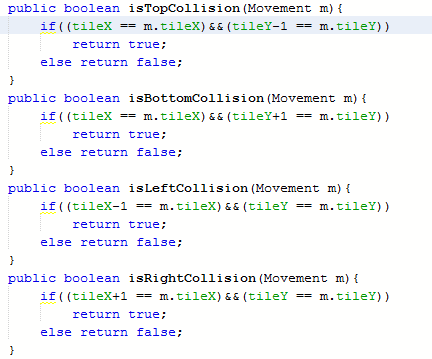 public boolean isTopCollision(Movement m){
if((tileX == m.tileX)&&(tileY-1 == m.tileY))
return true;
else return false;
}
public boolean isBottomCollision(Movement m){
if((tileX == m.tileX)&&(tileY+1 == m.tileY))
return true;
else return false;
}
public boolean isLeftCollision(Movement m){
if((tileX-1 == m.tileX)&&(tileY == m.tileY))
return true;
else return false;
}
public boolean isRightCollision(Movement m){
if((tileX+1 == m.tileX)&&(tileY == m.tileY))
return true;
else return false;
}